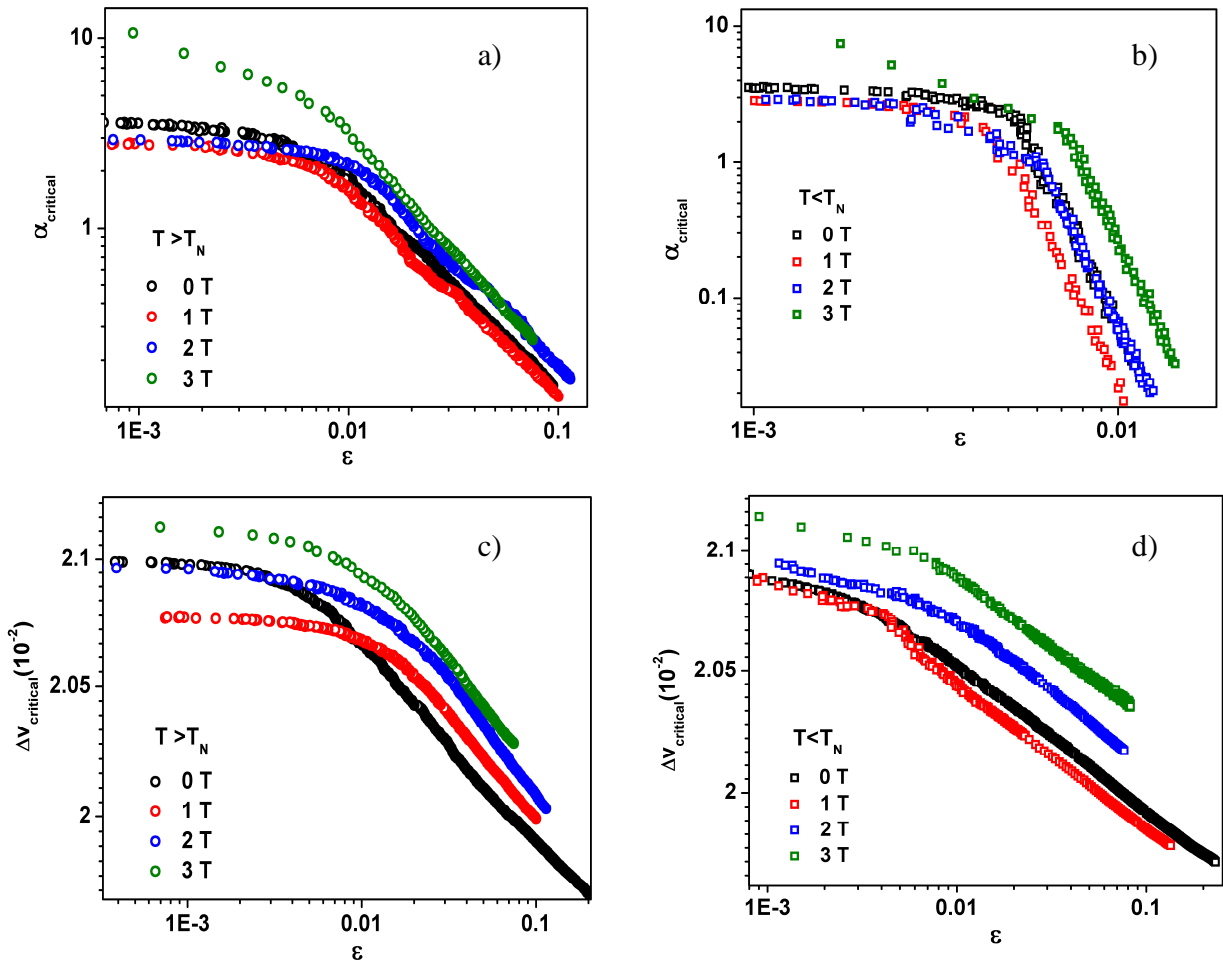 a)
10
1
α_critical
T >T_N
0 T
1 T
2 T
3 T
1E-3 0.01 0.1
ε
b)
10
1
0.1
α_critical
T<T_N
0 T
1 T
2 T
3 T
1E-3 0.01
ε
c)
2.1
2.05
2
Δv_critical(10^-2)
T >T_N
0 T
1 T
2 T
3 T
1E-3 0.01 0.1
ε
d)
2.1
2.05
2
Δv_critical(10^-2)
T<T_N
0 T
1 T
2 T
3 T
1E-3 0.01 0.1
ε